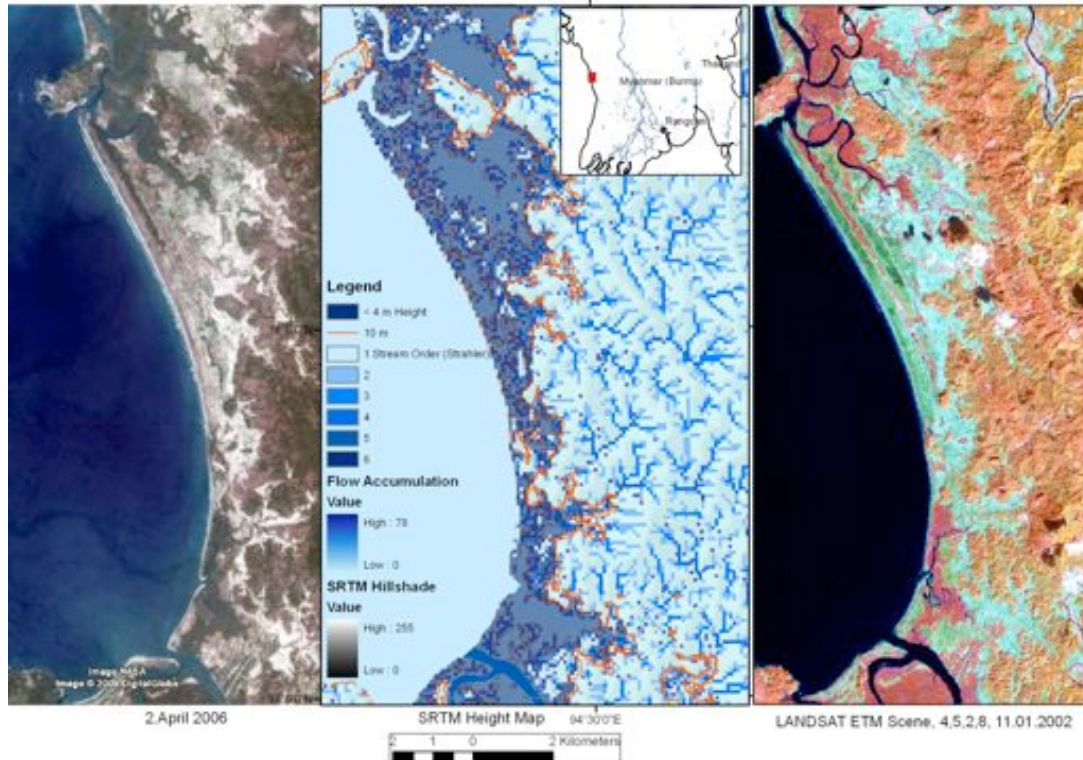 Thailand
Myanmar (Burma)
Rangoon
Legend
< 4 m Height
10 m
1 Stream Order (Strahler)
2
3
4
5
6
Flow Accumulation
Value
High : 78
Low : 0
SRTM Hillshade
Value
High : 255
Low : 0
Image NASA
Image © 2006 DigitalGlobe
2.April 2006
SRTM Height Map
94°30'0"E
LANDSAT ETM Scene, 4,5,2,8, 11.01.2002
2 1 0 2 Kilometers